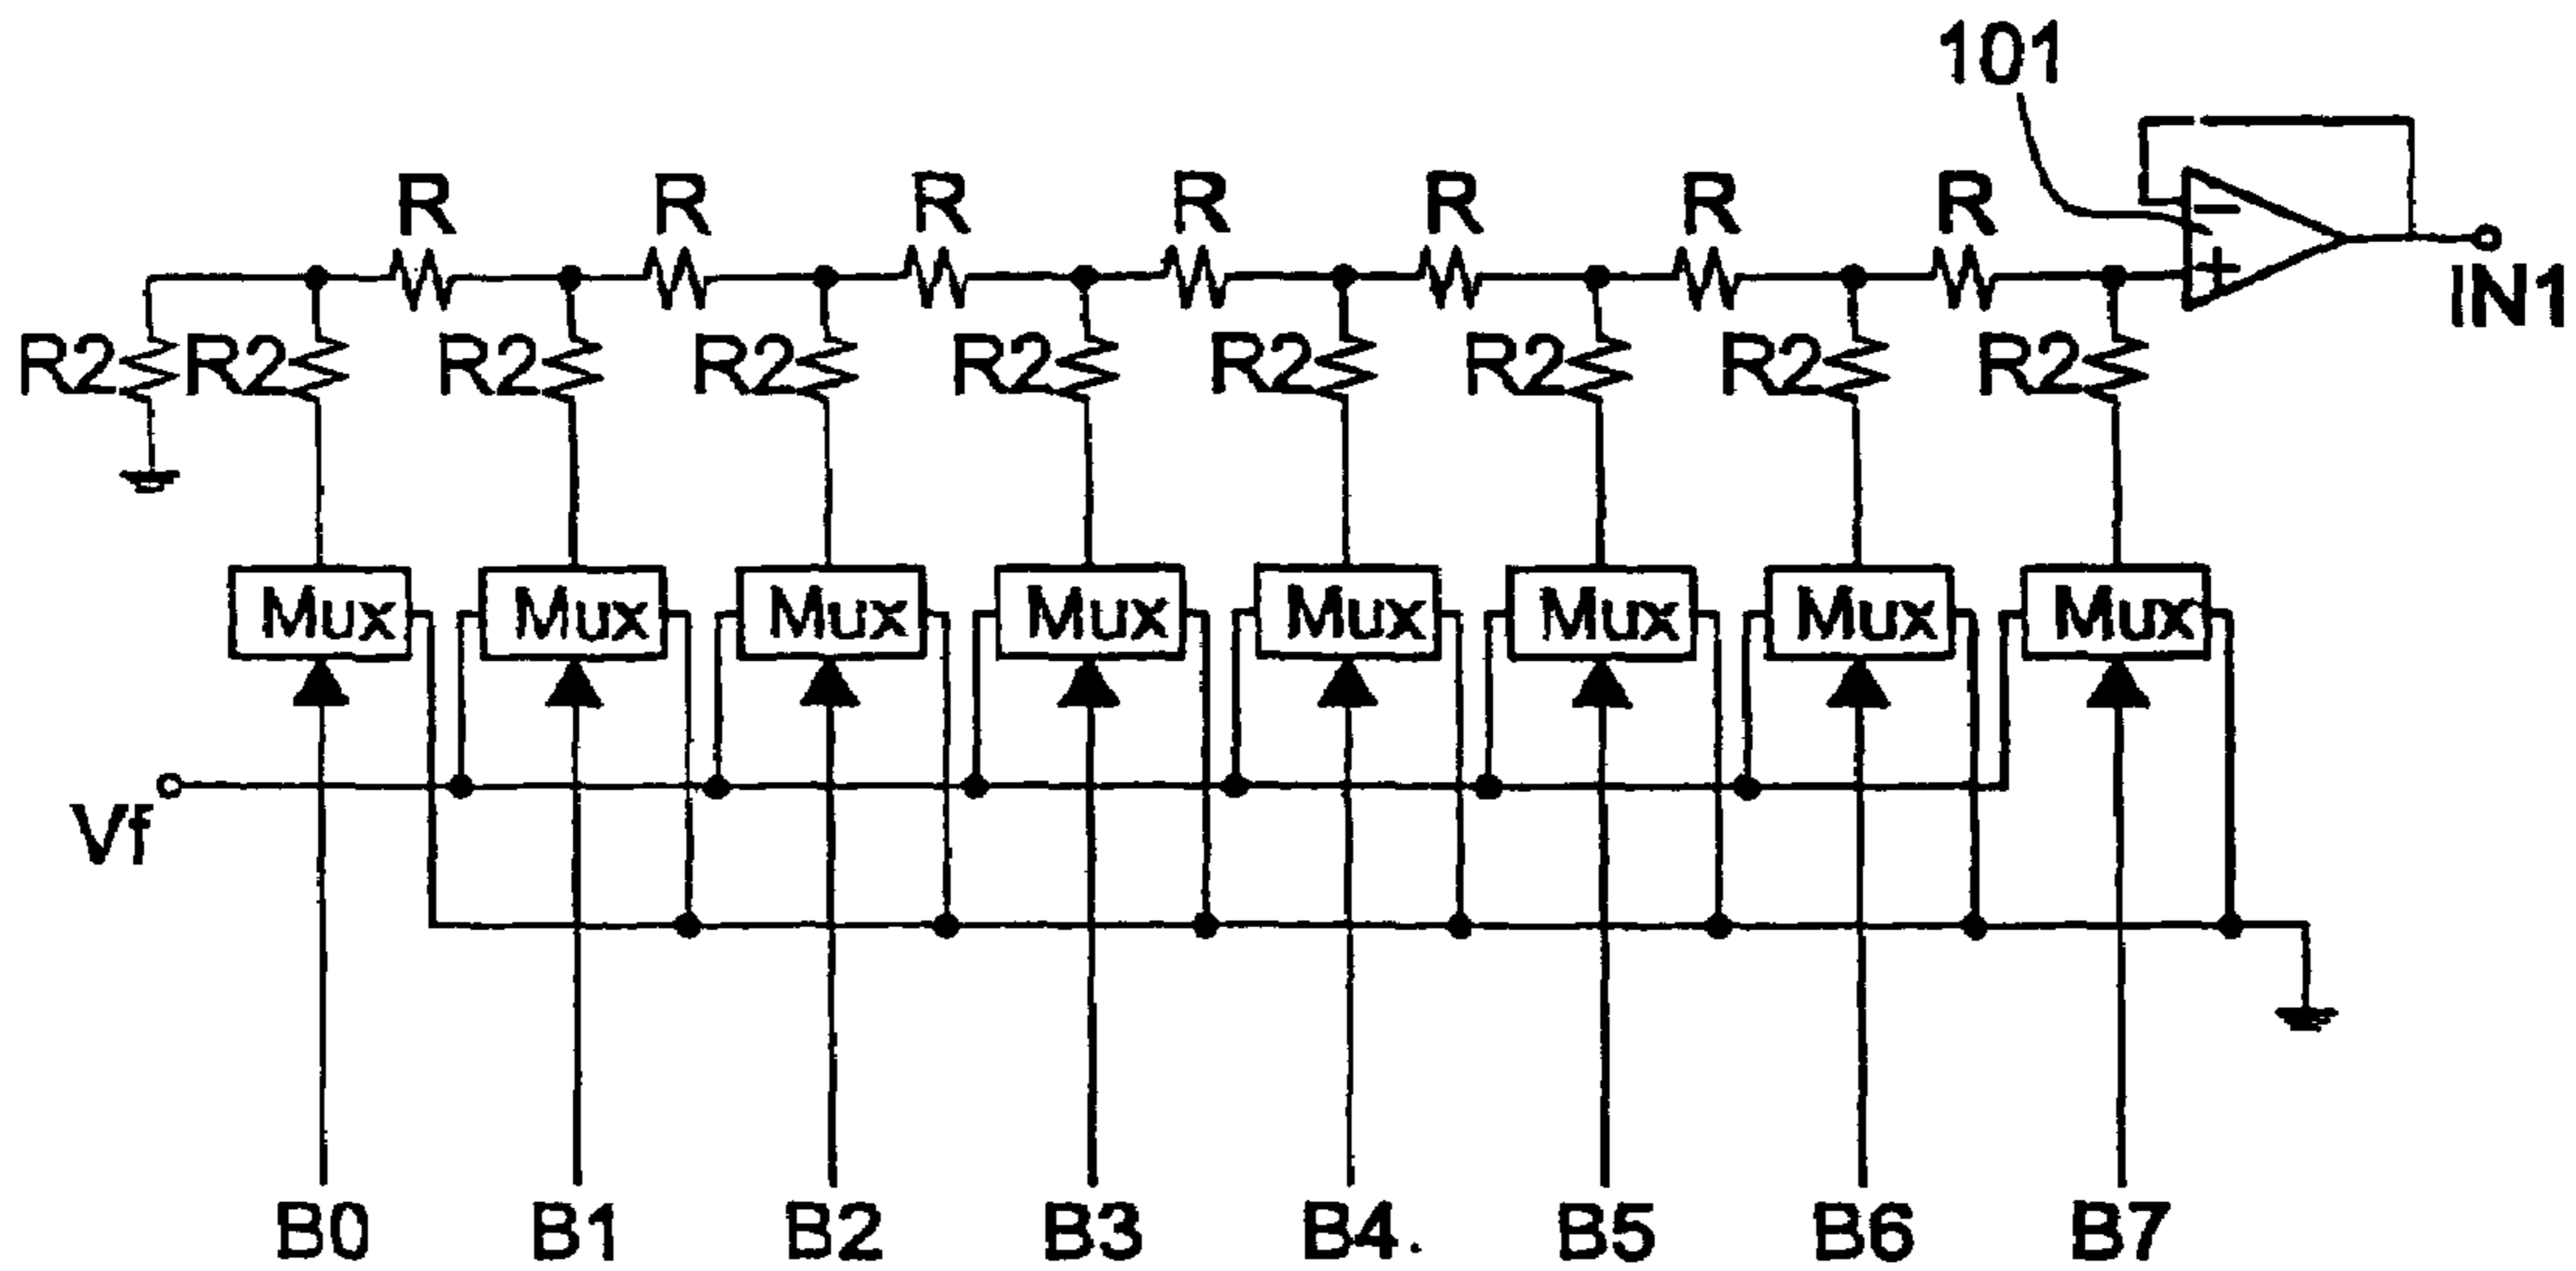 101
R R R R R R R
- +
IN1
R2 R2 R2 R2 R2 R2 R2 R2 R2
Mux Mux Mux Mux Mux Mux Mux Mux
Vf
B0 B1 B2 B3 B4. B5 B6 B7